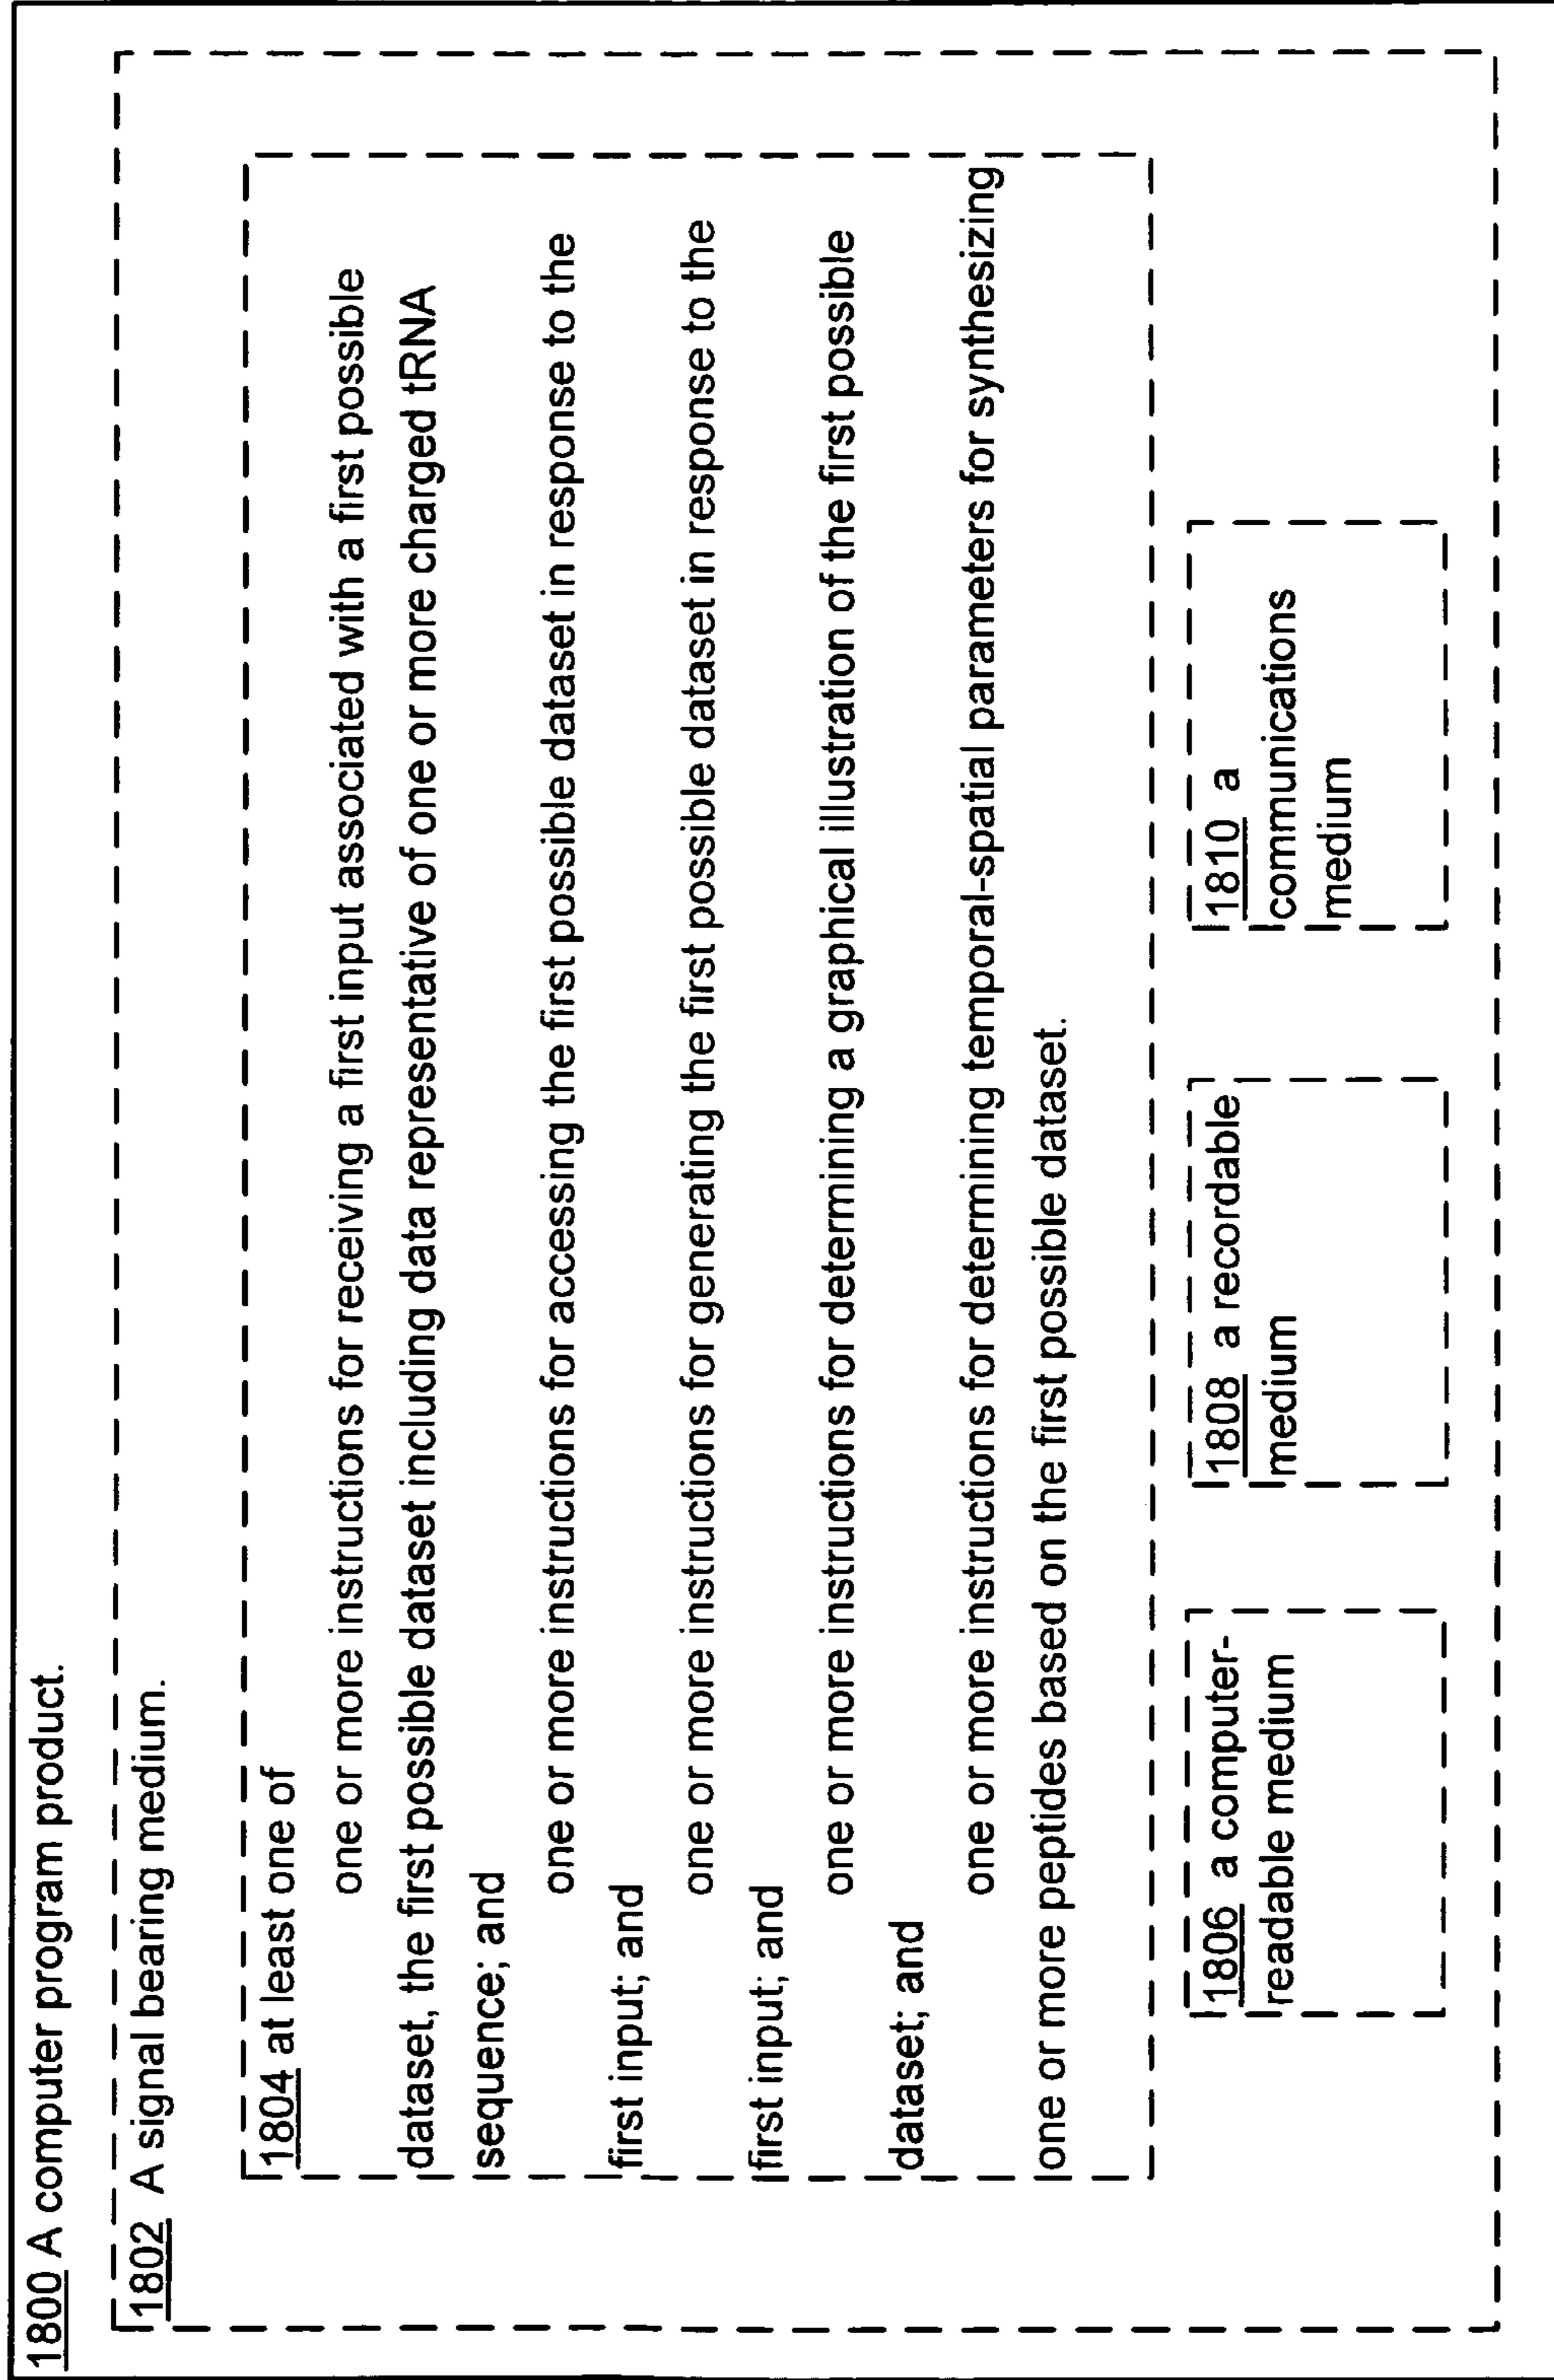 1800 A computer program product.
1802 A signal bearing medium.
1804 at least one of
one or more instructions for receiving a first input associated with a first possible
dataset, the first possible dataset including data representative of one or more charged tRNA
sequence; and
one or more instructions for accessing the first possible dataset in response to the
first input; and
one or more instructions for generating the first possible dataset in response to the
first input; and
one or more instructions for determining a graphical illustration of the first possible
dataset; and
one or more instructions for determining temporal-spatial parameters for synthesizing
one or more peptides based on the first possible dataset.
1806 a computer-
readable medium
1808 a recordable
medium
1810 a
communications
medium